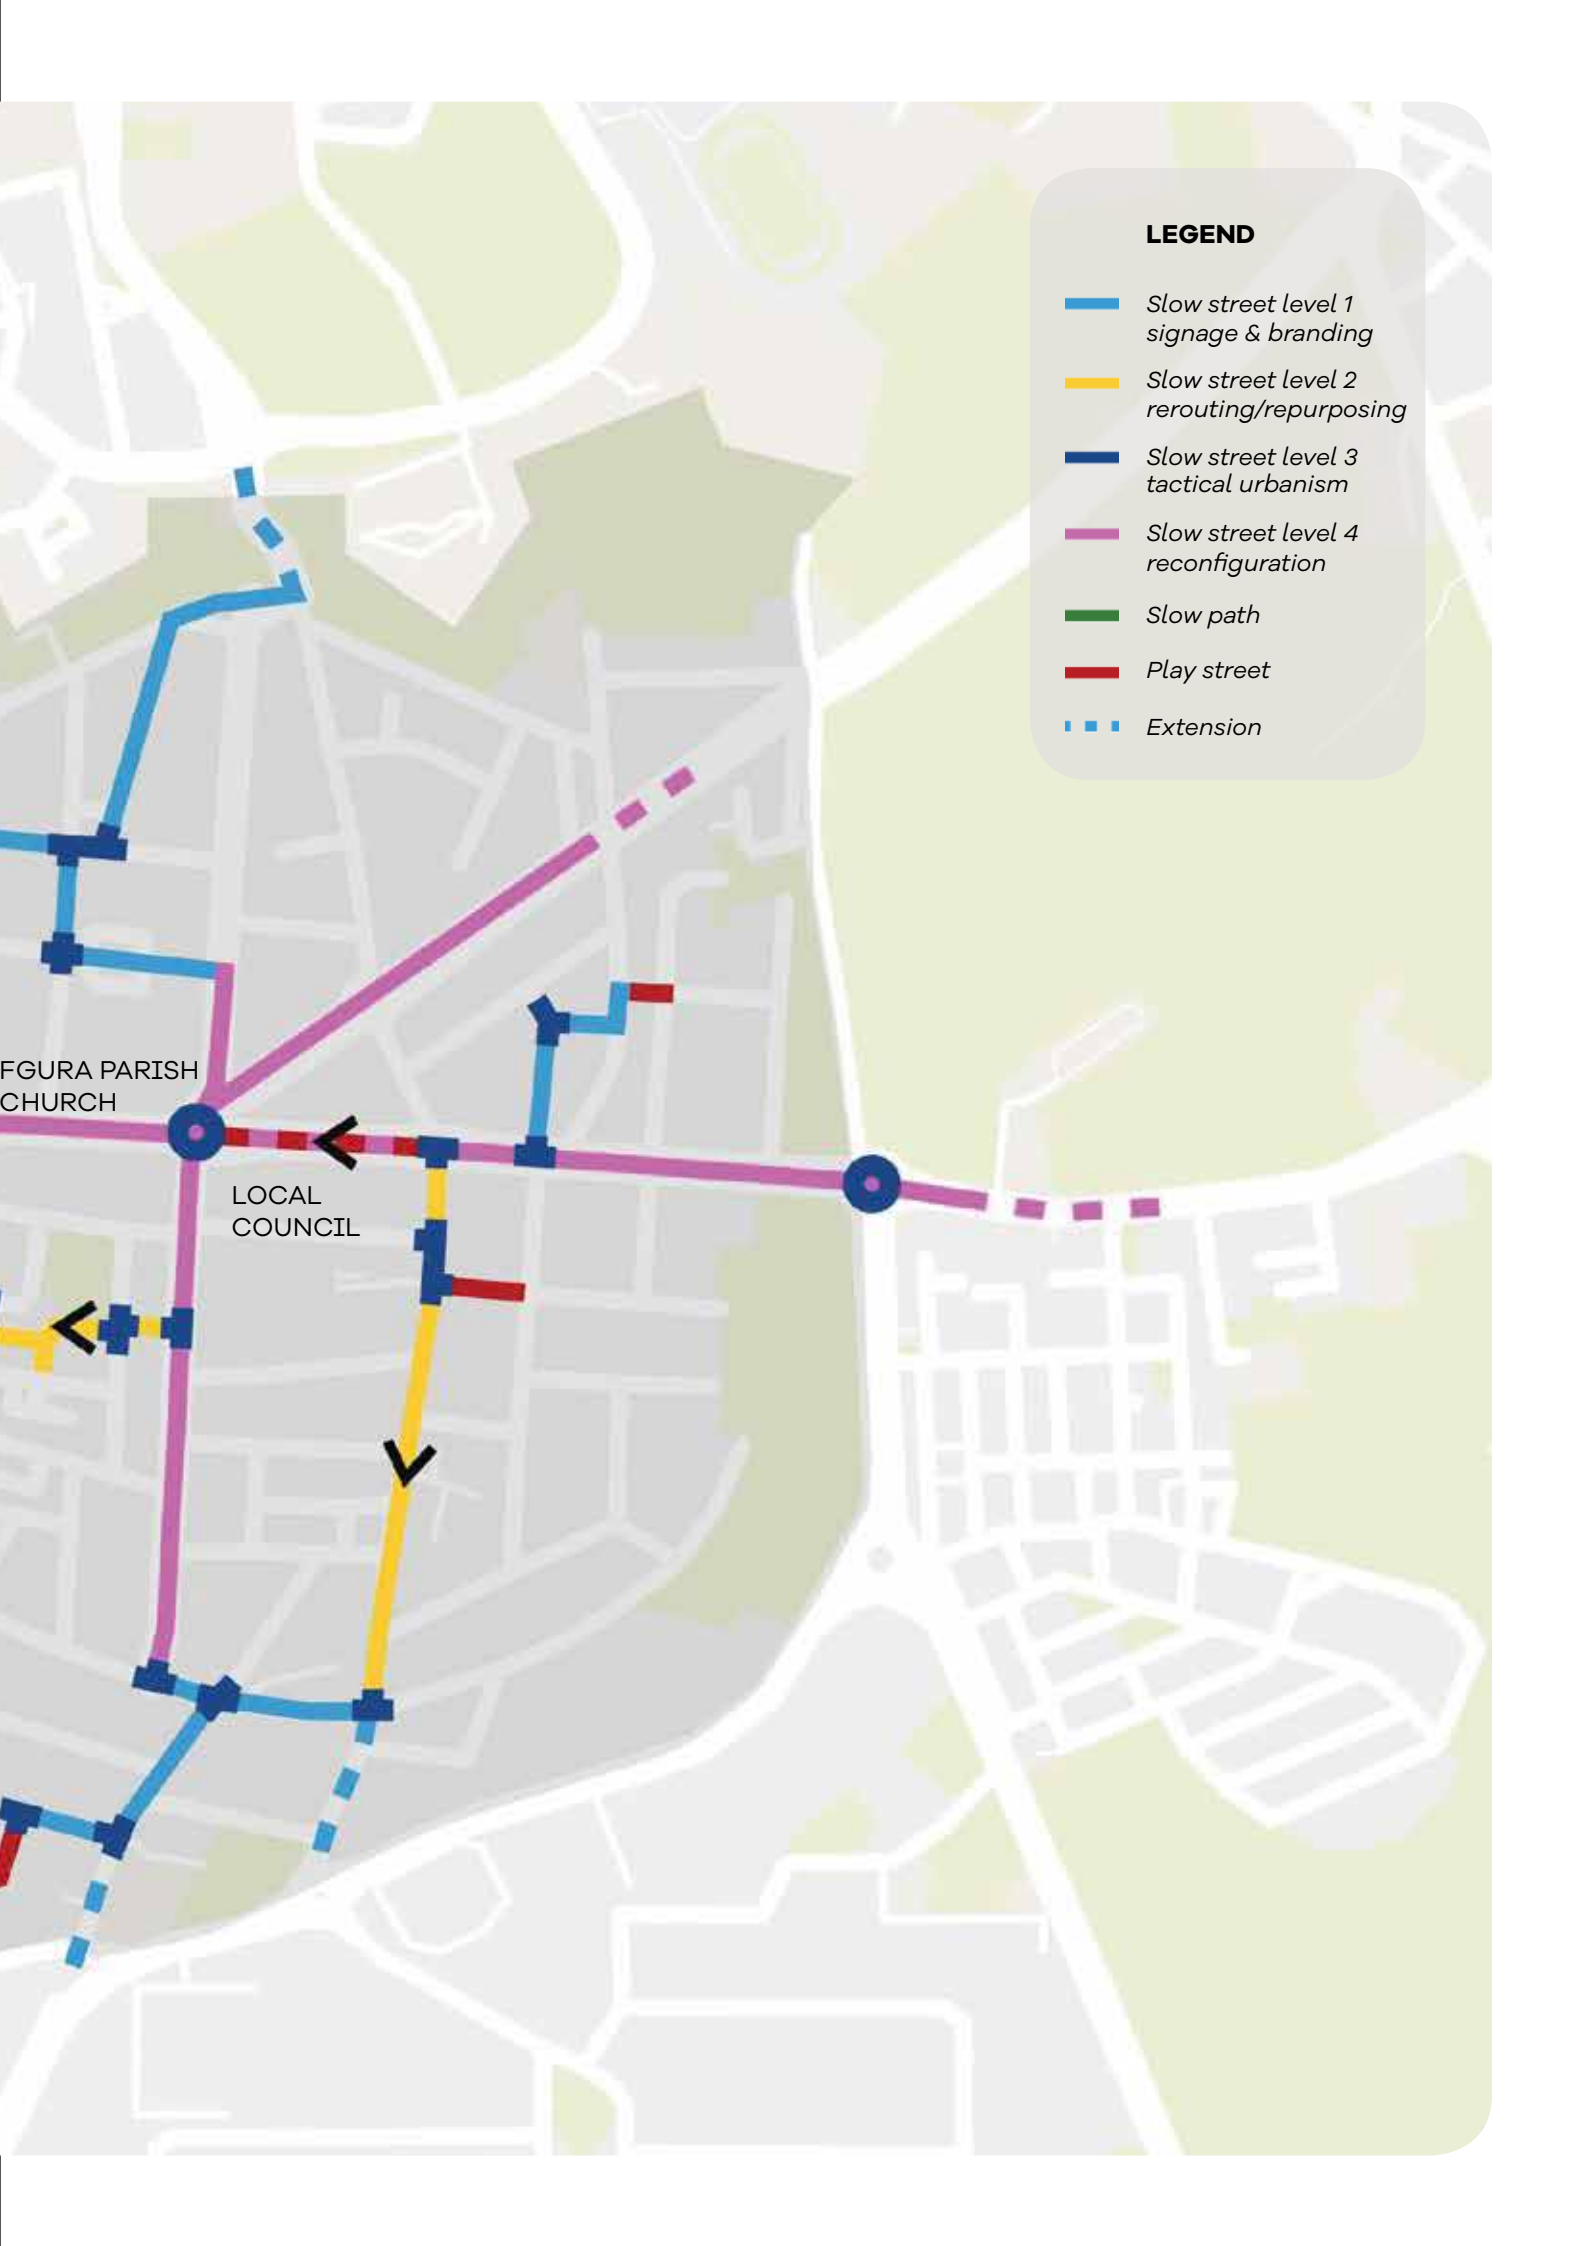 LEGEND
Slow street level 1
signage & branding
Slow street level 2
rerouting/repurposing
Slow street level 3
tactical urbanism
Slow street level 4
reconfiguration
Slow path
Play street
Extension
FGURA PARISH
CHURCH
LOCAL
COUNCIL